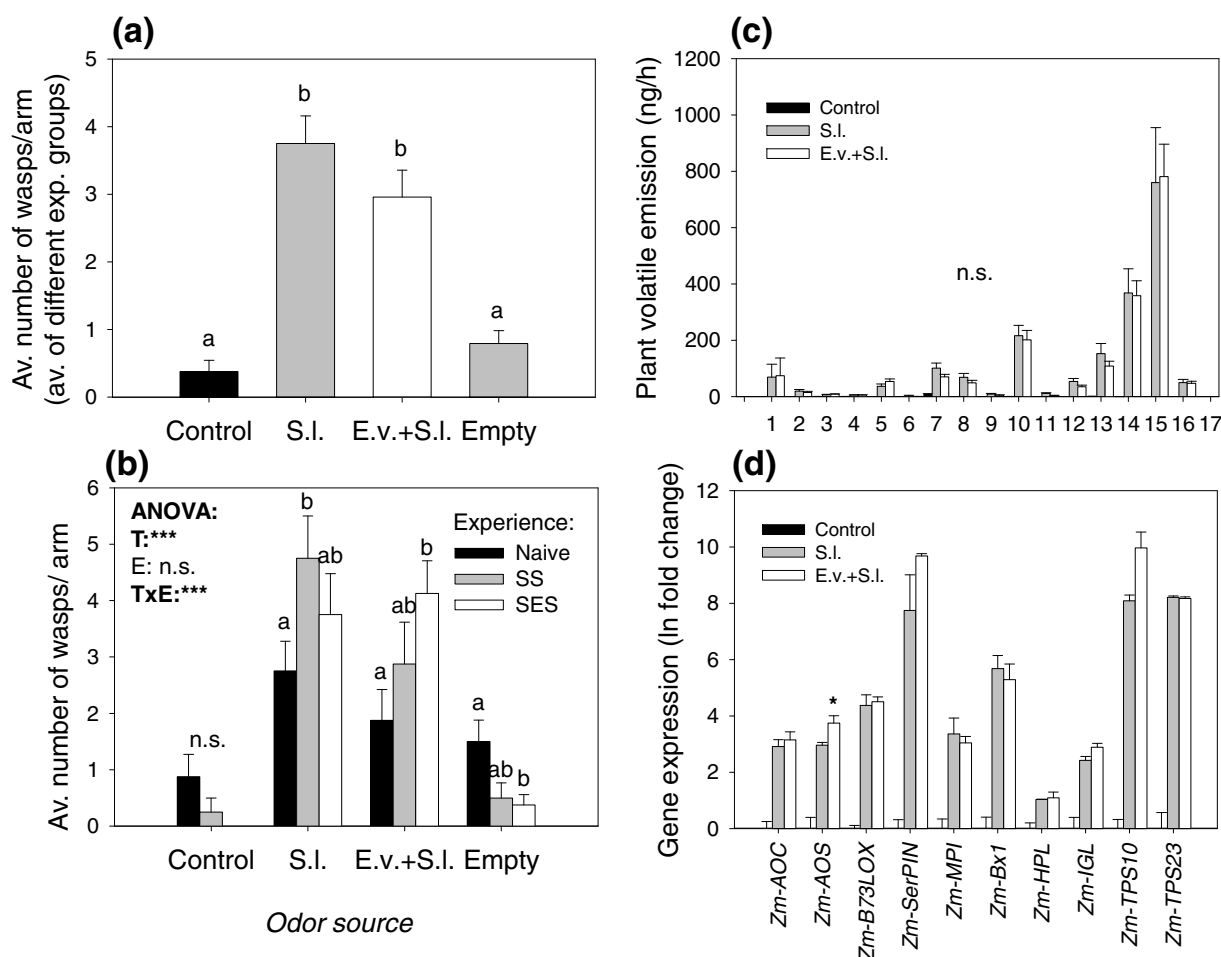 (a)
Av. number of wasps/arm
(av. of different exp. groups)
5
4
3
2
1
0
a
b
b
a
Control
S.l.
E.v.+S.l.
Empty
(b)
Av. number of wasps/ arm
6
5
4
3
2
1
0
ANOVA:
T:***
E: n.s.
TxE:***
Experience:
Naive
SS
SES
n.s.
a
b
ab
a
ab
b
a
ab
b
Control
S.l.
E.v.+S.l.
Empty
Odor source
(c)
Plant volatile emission (ng/h)
1200
1000
800
600
400
200
0
Control
S.l.
E.v.+S.l.
n.s.
1 2 3 4 5 6 7 8 9 10 11 12 13 14 15 16 17
(d)
Gene expression (ln fold change)
12
10
8
6
4
2
0
Control
S.l.
E.v.+S.l.
*
Zm-AOC
Zm-AOS
Zm-B73LOX
Zm-SerPIN
Zm-MPI
Zm-Bx1
Zm-HPL
Zm-IGL
Zm-TPS10
Zm-TPS23